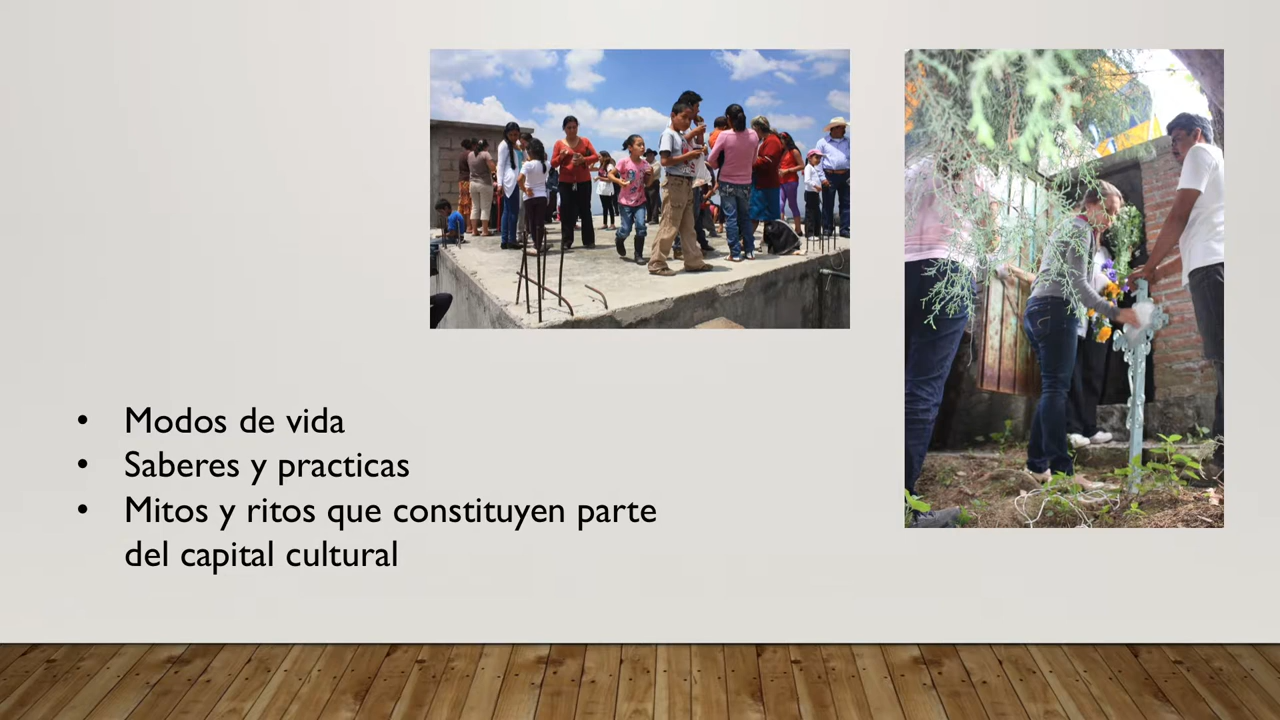 • Modos de vida
• Saberes y practicas
• Mitos y ritos que constituyen parte
del capital cultural